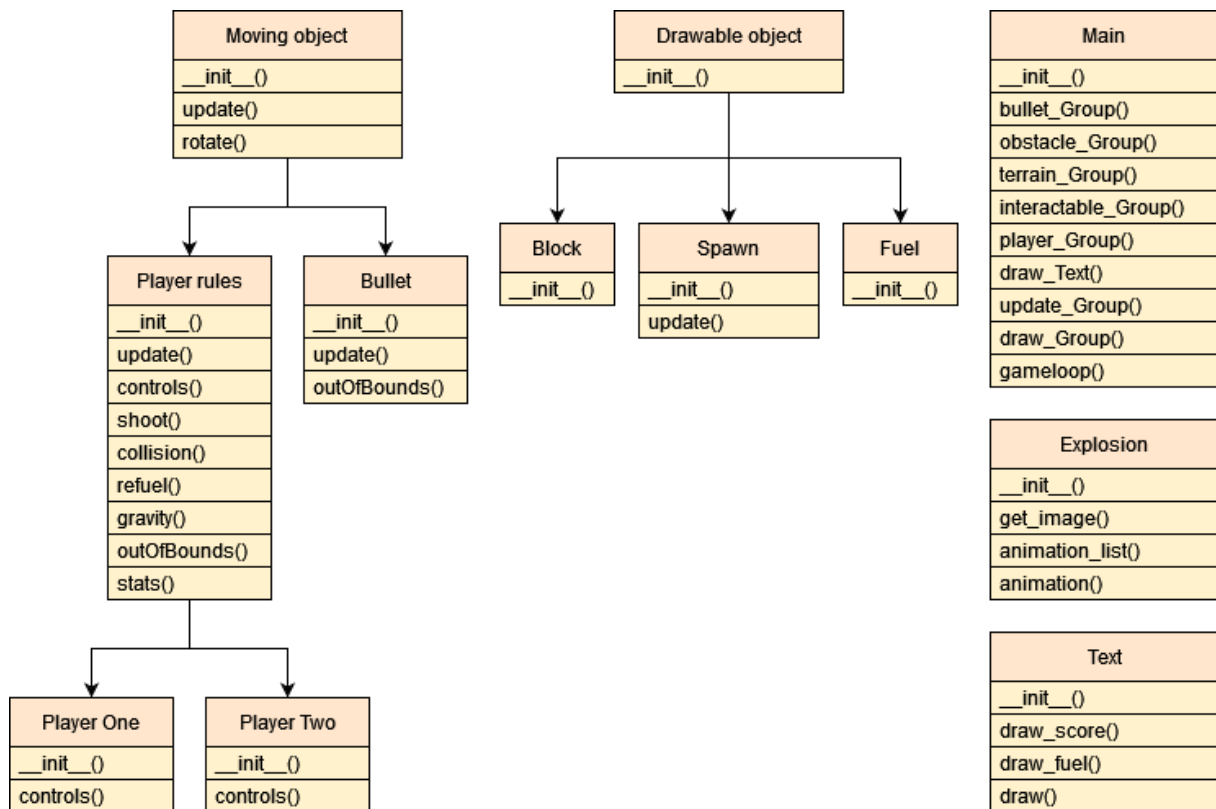 Moving object
__init__()
update()
rotate()
Player rules
__init__()
update()
controls()
shoot()
collision()
refuel()
gravity()
outOfBounds()
stats()
Bullet
__init__()
update()
outOfBounds()
Player One
__init__()
controls()
Player Two
__init__()
controls()
Drawable object
__init__()
Block
__init__()
Spawn
__init__()
update()
Fuel
__init__()
Main
__init__()
bullet_Group()
obstacle_Group()
terrain_Group()
interactable_Group()
player_Group()
draw_Text()
update_Group()
draw_Group()
gameloop()
Explosion
__init__()
get_image()
animation_list()
animation()
Text
__init__()
draw_score()
draw_fuel()
draw()